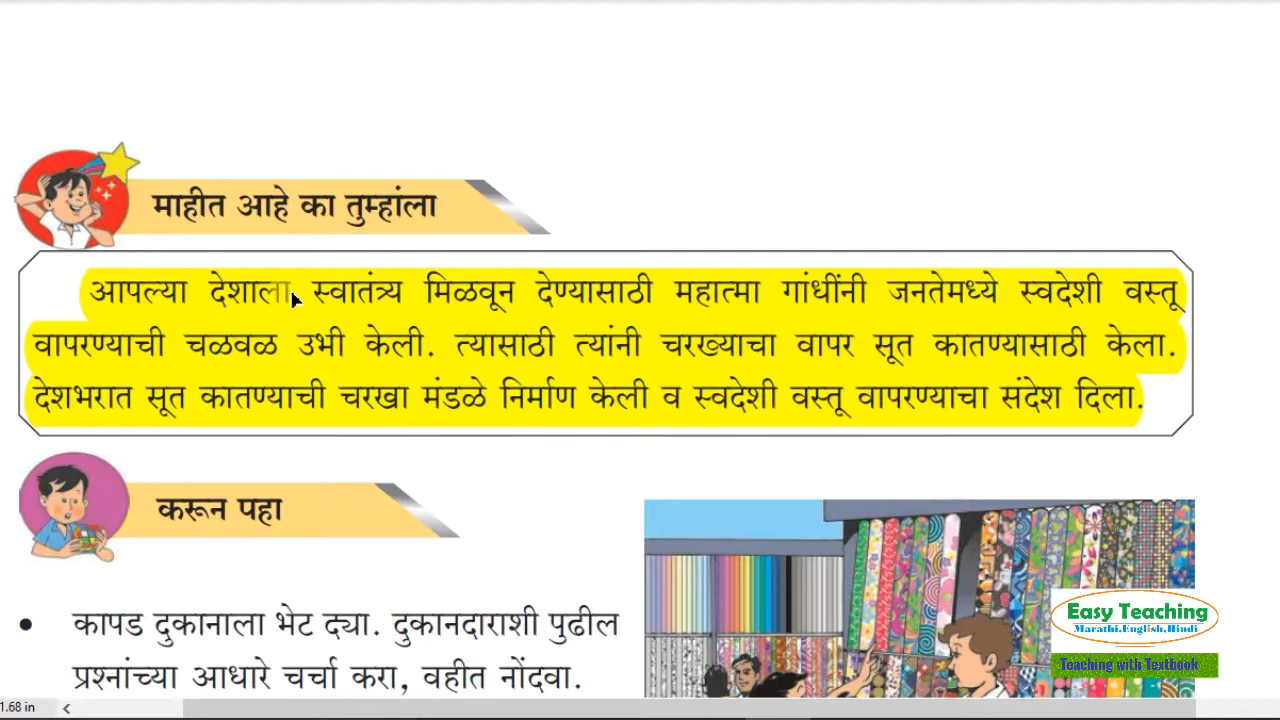 माहीत आहे का तुम्हांला
आपल्या देशाला स्वातंत्र्य मिळवून देण्यासाठी महात्मा गांधींनी जनतेमध्ये स्वदेशी वस्तू
वापरण्याची चळवळ उभी केली. त्यासाठी त्यांनी चरख्याचा वापर सूत कातण्यासाठी केला.
देशभरात सूत कातण्याची चरखा मंडळे निर्माण केली व स्वदेशी वस्तू वापरण्याचा संदेश दिला.
करून पहा
• कापड दुकानाला भेट द्या. दुकानदाराशी पुढील
प्रश्नांच्या आधारे चर्चा करा, वहीत नोंदवा.
Easy Teaching
Marathi,English,Hindi
Teaching with Textbook
1.68 in